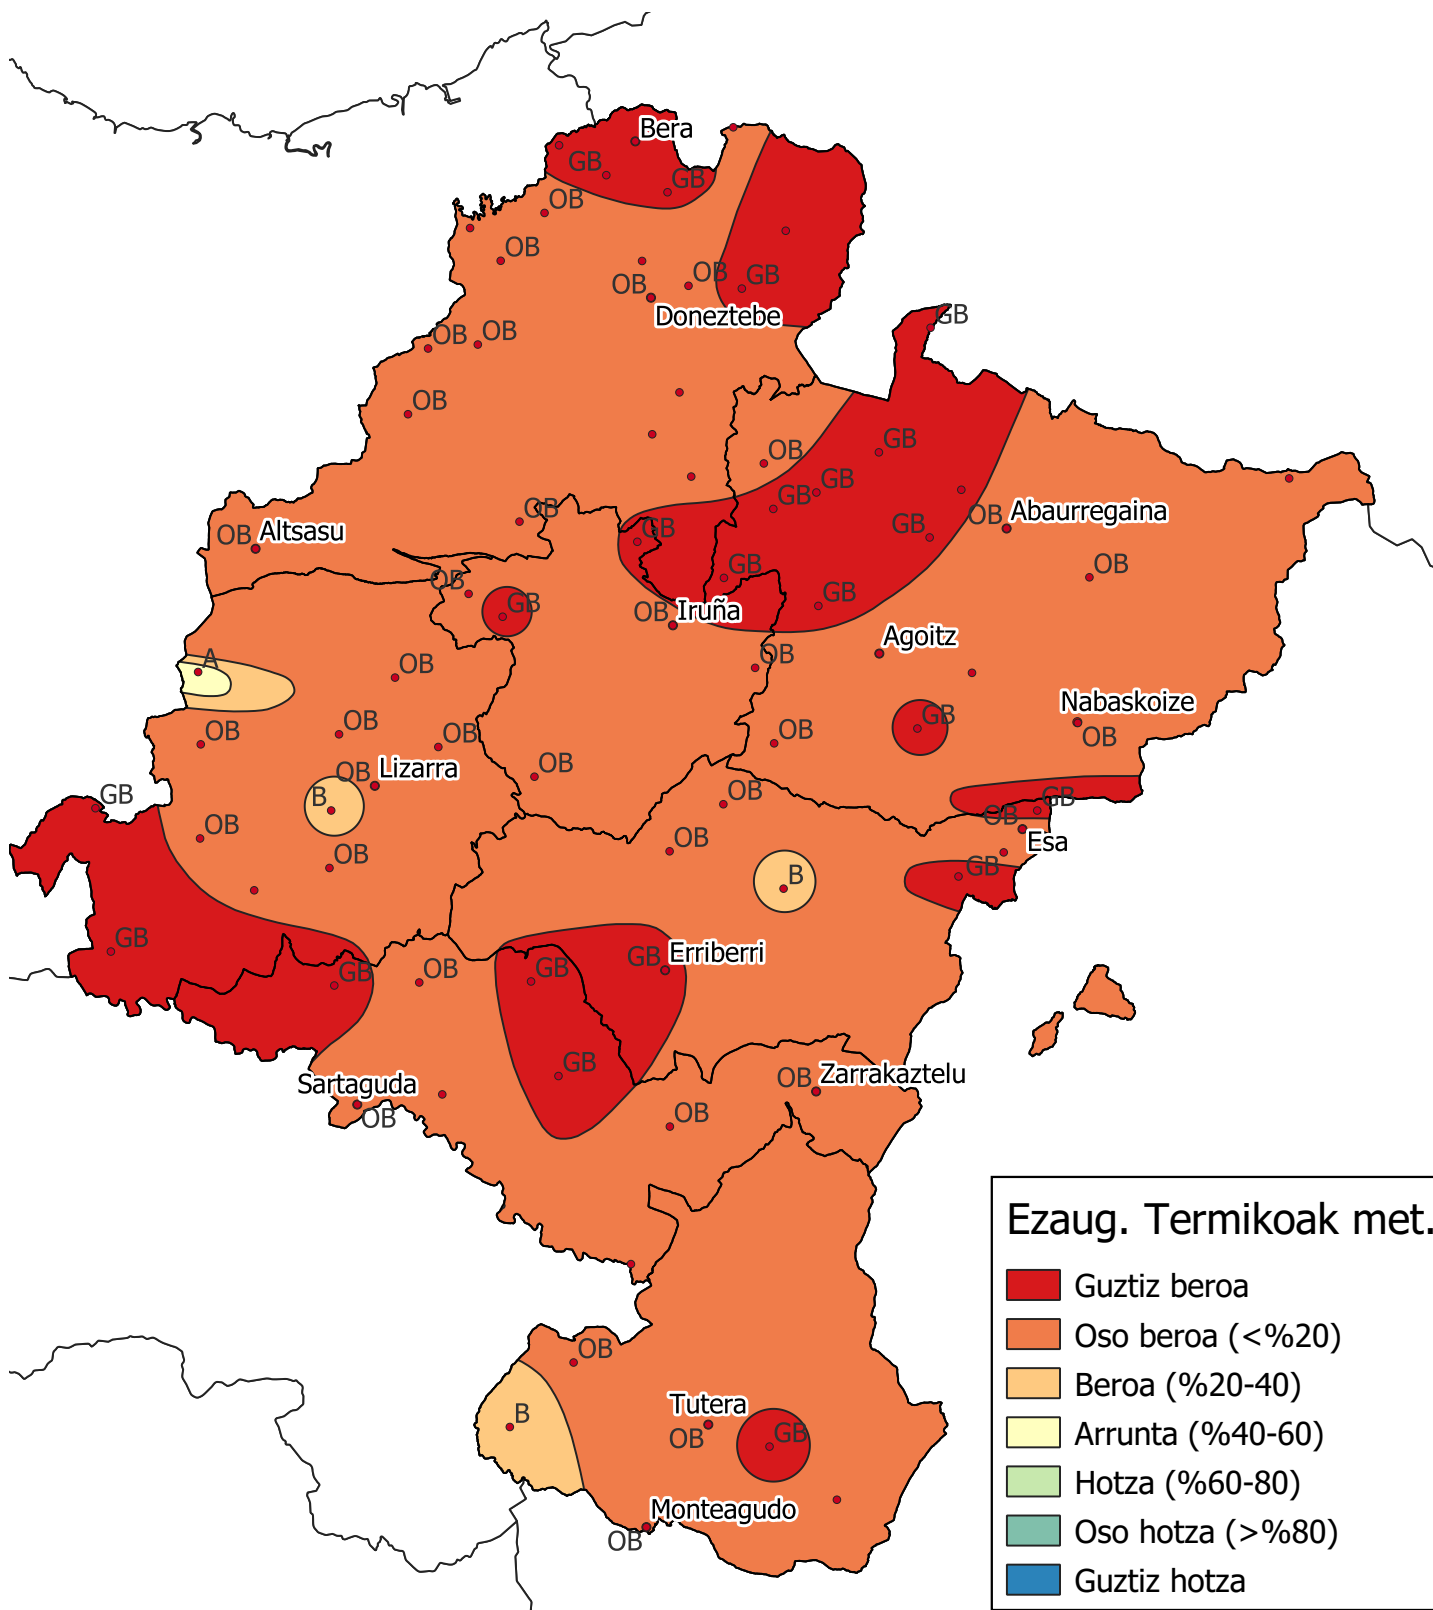 Bera
GB
GB
OB
OB
OB
OB
GB
Doneztebe
GB
OB
OB
OB
GB
OB
GB
GB
OB
Abaurregaina
OB
GB
GB
OB
Altsasu
GB
OB
OB
GB
GB
OB
Iruña
Agoitz
A
OB
OB
Nabaskoize
GB
OB
OB
OB
OB
OB
OB
Lizarra
OB
B
GB
OB
GB
OB
Esa
OB
OB
OB
GB
B
GB
Erriberri
GB
OB
GB
GB
GB
Zarrakaztelu
OB
Sartaguda
OB
OB
Ezaug. Termikoak met.
Guztiz beroa
Oso beroa (<%20)
Beroa (%20-40)
Arrunta (%40-60)
Hotza (%60-80)
Oso hotza (>%80)
Guztiz hotza
OB
Tutera
B
OB
GB
Monteagudo
OB